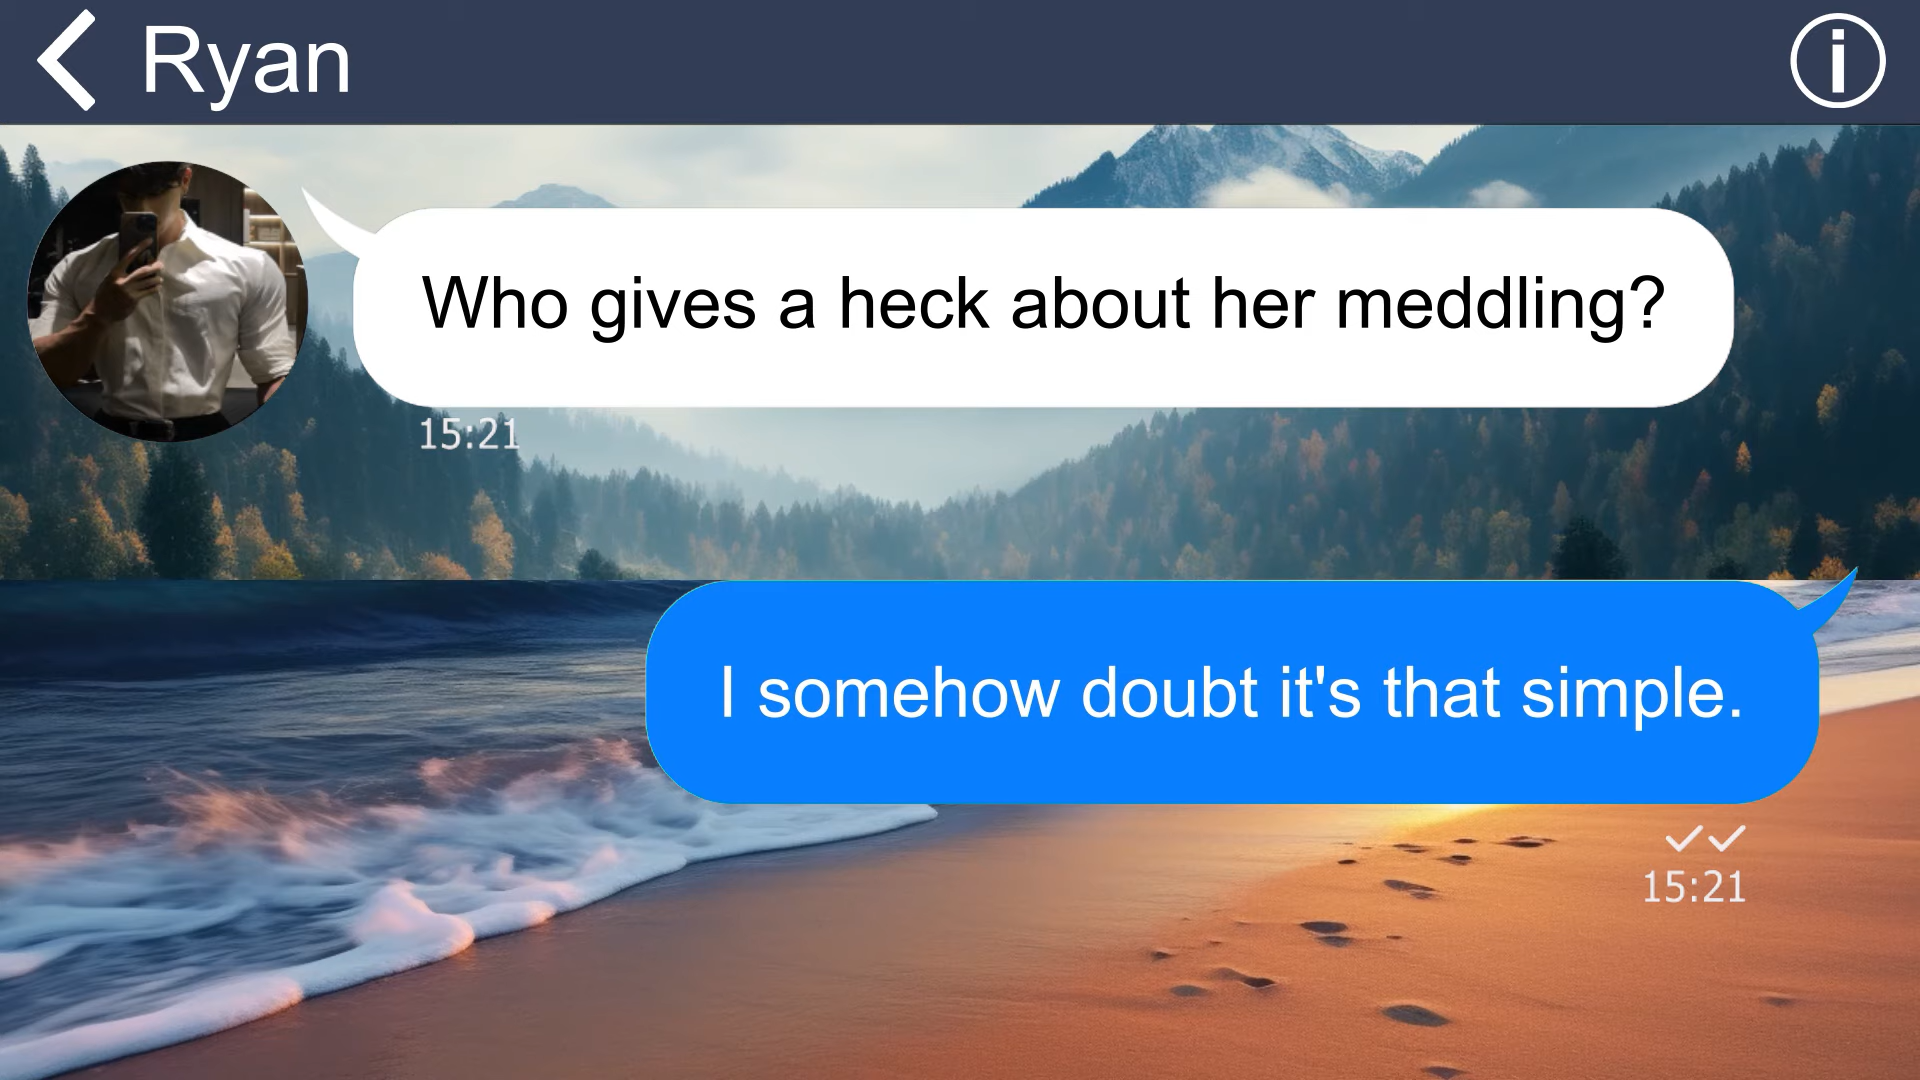 Ryan
Who gives a heck about her meddling?
15:21
I somehow doubt it's that simple.
15:21